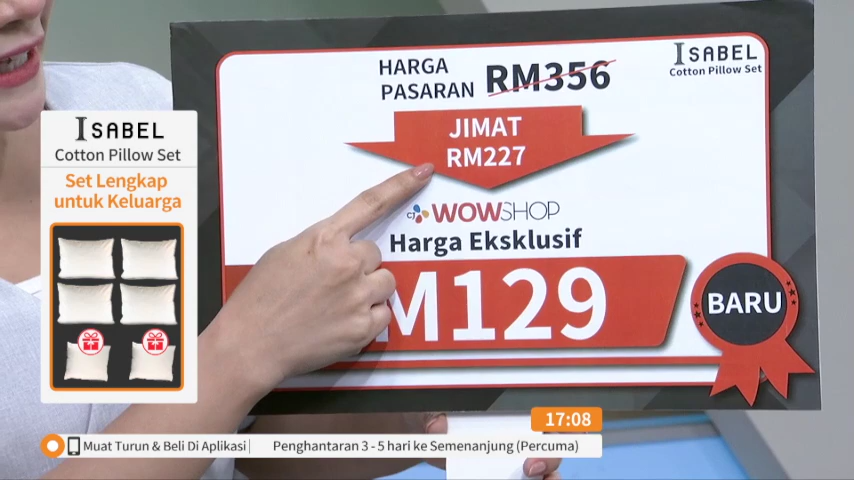 HARGA
PASARAN RM356
ISABEL
Cotton Pillow Set
JIMAT
RM227
CJ WOWSHOP
Harga Eksklusif
M129
BARU
ISABEL
Cotton Pillow Set
Set Lengkap
untuk Keluarga
17:08
Muat Turun & Beli Di Aplikasi
Penghantaran 3 - 5 hari ke Semenanjung (Percuma)